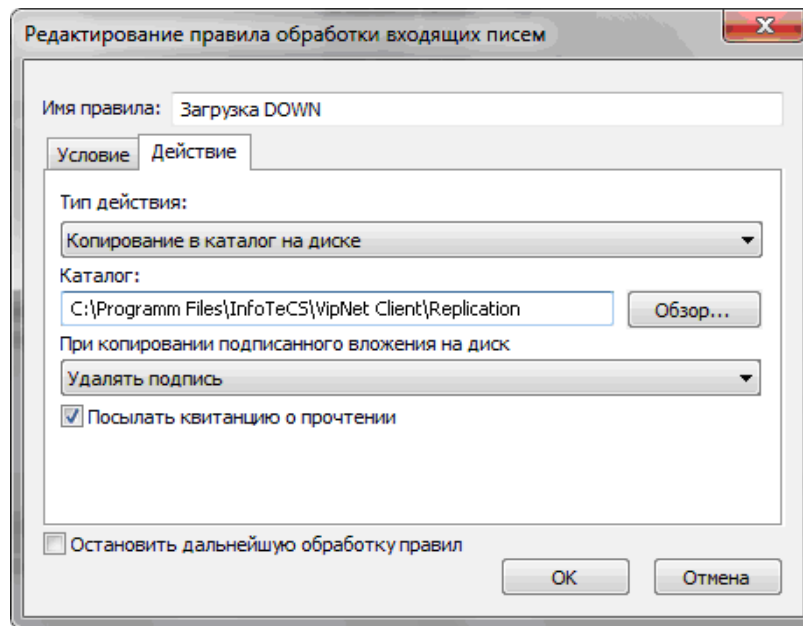 Редактирование правила обработки входящих писем
Имя правила: Загрузка DOWN
Условие Действие
Тип действия:
Копирование в каталог на диске
Каталог:
C:\Programm Files\InfoTeCS\VipNet Client\Replication Обзор...
При копировании подписанного вложения на диск
Удалять подпись
Посылать квитанцию о прочтении
Остановить дальнейшую обработку правил
OK Отмена